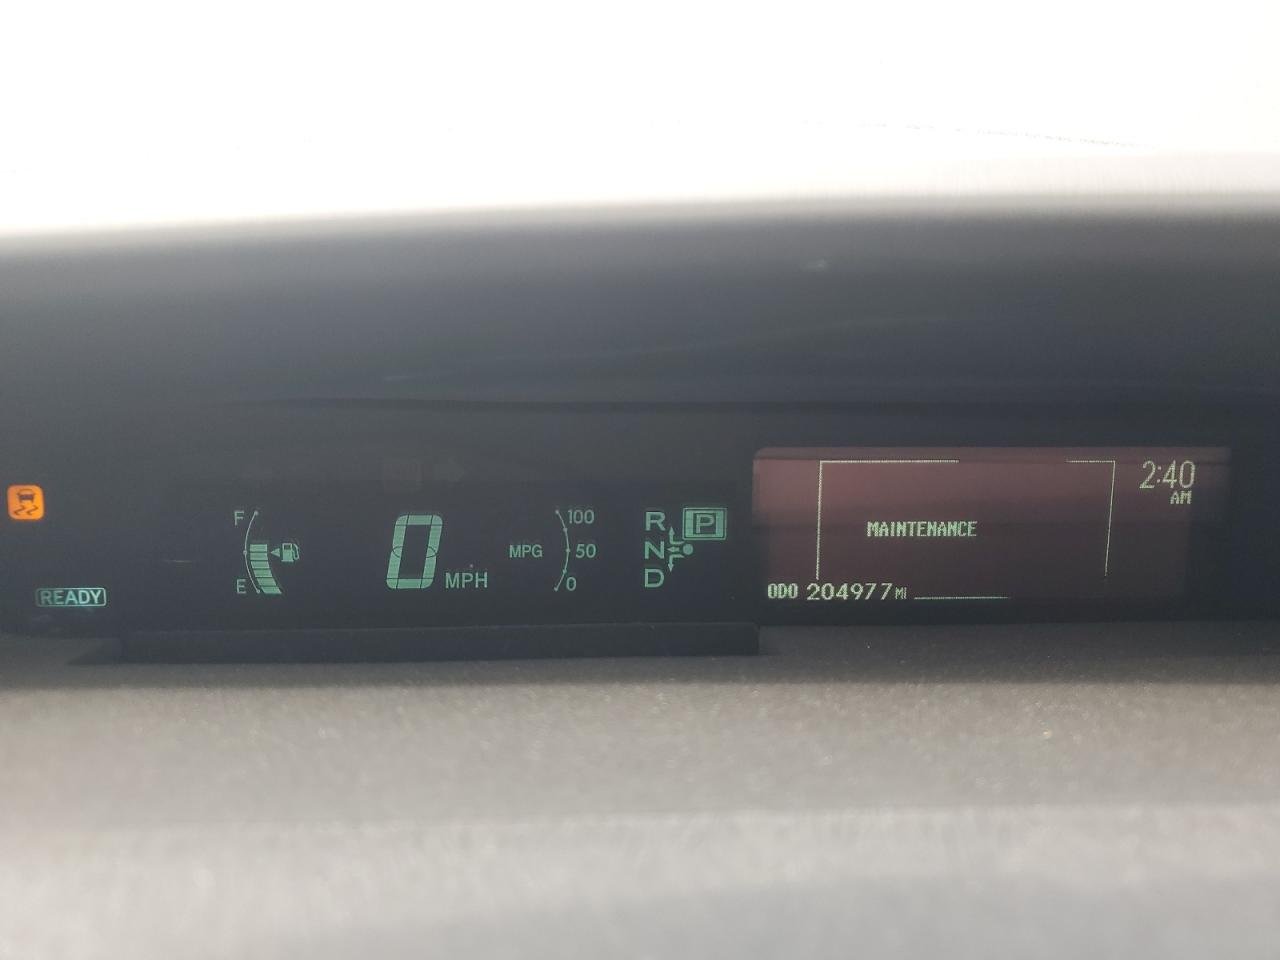 READY
F
E
0 MPH
MPG
100
50
0
R
N
D
P
2:40
AM
MAINTENANCE
ODO 204977 MI